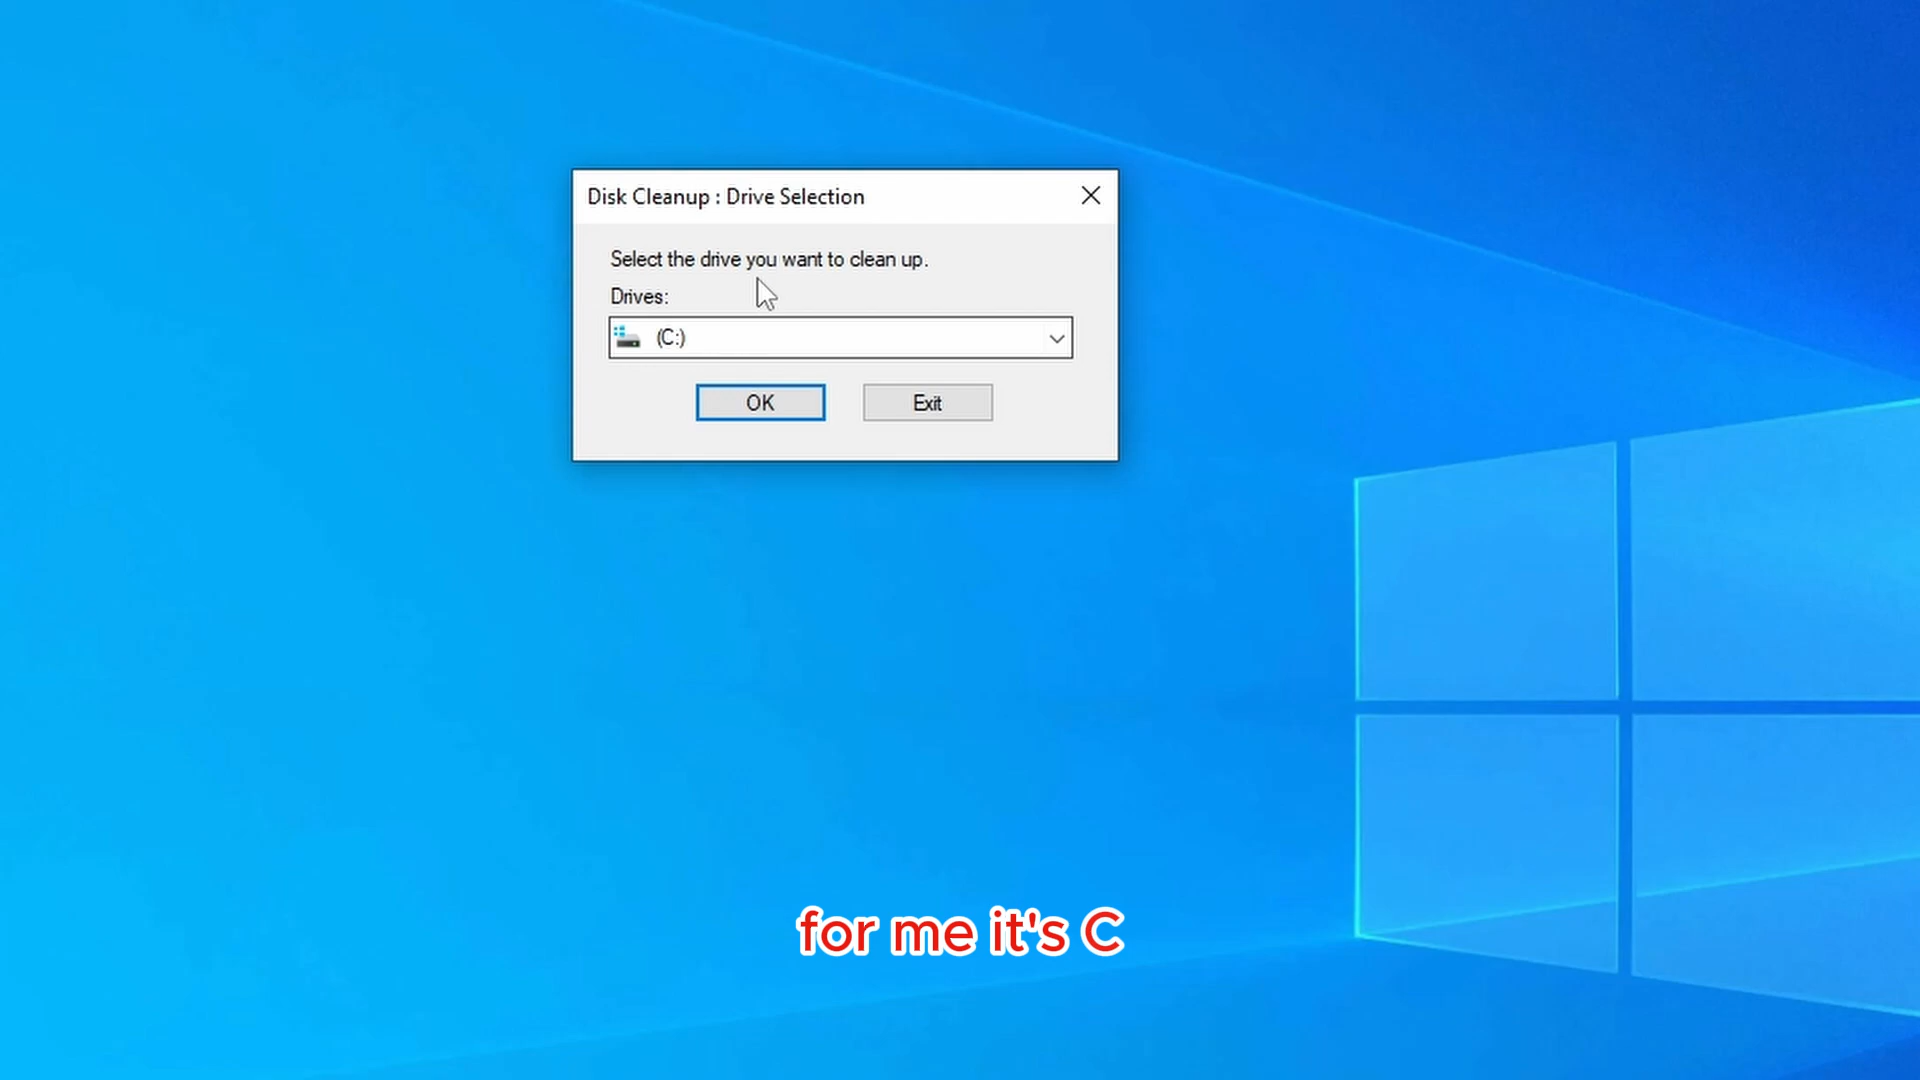 Disk Cleanup : Drive Selection
Select the drive you want to clean up.
Drives:
(C:)
OK
Exit
for me it's C